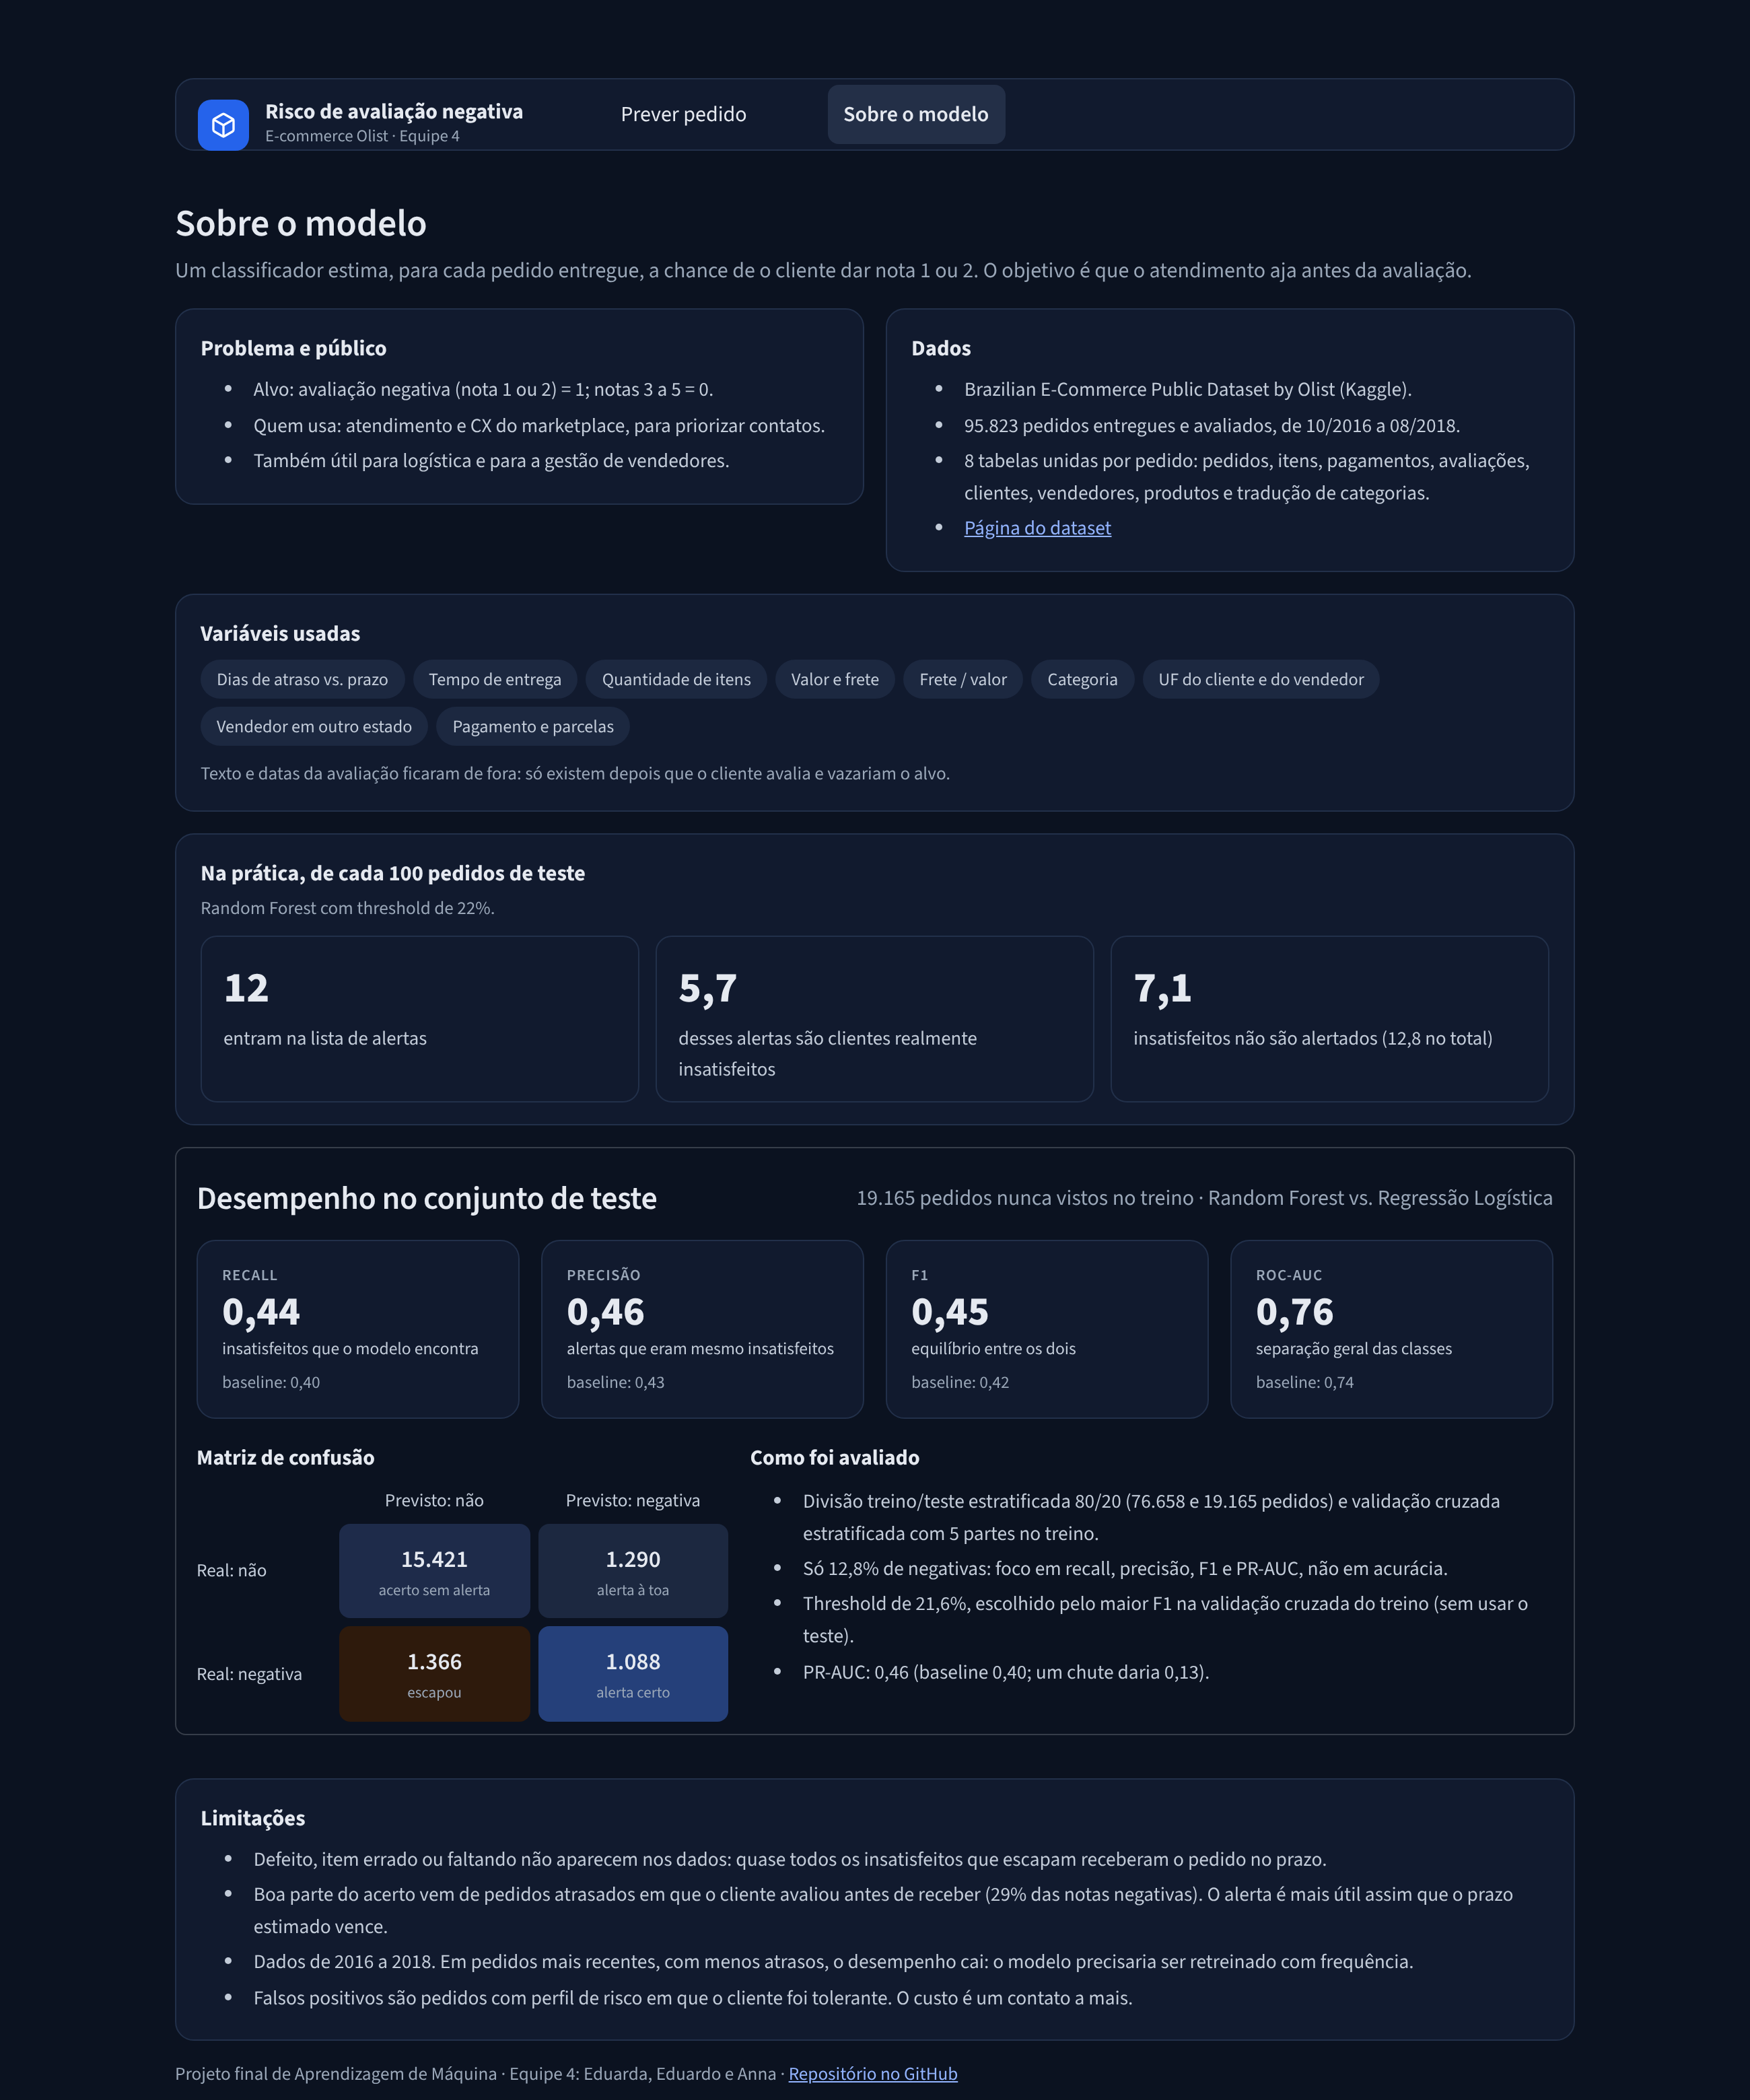 Risco de avaliação negativa
E-commerce Olist · Equipe 4
Prever pedido
Sobre o modelo
Sobre o modelo
Um classificador estima, para cada pedido entregue, a chance de o cliente dar nota 1 ou 2. O objetivo é que o atendimento aja antes da avaliação.
Problema e público
• Alvo: avaliação negativa (nota 1 ou 2) = 1; notas 3 a 5 = 0.
• Quem usa: atendimento e CX do marketplace, para priorizar contatos.
• Também útil para logística e para a gestão de vendedores.
Dados
• Brazilian E-Commerce Public Dataset by Olist (Kaggle).
• 95.823 pedidos entregues e avaliados, de 10/2016 a 08/2018.
• 8 tabelas unidas por pedido: pedidos, itens, pagamentos, avaliações,
clientes, vendedores, produtos e tradução de categorias.
• Página do dataset
Variáveis usadas
Dias de atraso vs. prazo
Tempo de entrega
Quantidade de itens
Valor e frete
Frete / valor
Categoria
UF do cliente e do vendedor
Vendedor em outro estado
Pagamento e parcelas
Texto e datas da avaliação ficaram de fora: só existem depois que o cliente avalia e vazariam o alvo.
Na prática, de cada 100 pedidos de teste
Random Forest com threshold de 22%.
12
entram na lista de alertas
5,7
desses alertas são clientes realmente
insatisfeitos
7,1
insatisfeitos não são alertados (12,8 no total)
Desempenho no conjunto de teste
19.165 pedidos nunca vistos no treino · Random Forest vs. Regressão Logística
RECALL
0,44
insatisfeitos que o modelo encontra
baseline: 0,40
PRECISÃO
0,46
alertas que eram mesmo insatisfeitos
baseline: 0,43
F1
0,45
equilíbrio entre os dois
baseline: 0,42
ROC-AUC
0,76
separação geral das classes
baseline: 0,74
Matriz de confusão
Previsto: não
Previsto: negativa
Real: não
15.421
acerto sem alerta
1.290
alerta à toa
Real: negativa
1.366
escapou
1.088
alerta certo
Como foi avaliado
• Divisão treino/teste estratificada 80/20 (76.658 e 19.165 pedidos) e validação cruzada
estratificada com 5 partes no treino.
• Só 12,8% de negativas: foco em recall, precisão, F1 e PR-AUC, não em acurácia.
• Threshold de 21,6%, escolhido pelo maior F1 na validação cruzada do treino (sem usar o
teste).
• PR-AUC: 0,46 (baseline 0,40; um chute daria 0,13).
Limitações
• Defeito, item errado ou faltando não aparecem nos dados: quase todos os insatisfeitos que escapam receberam o pedido no prazo.
• Boa parte do acerto vem de pedidos atrasados em que o cliente avaliou antes de receber (29% das notas negativas). O alerta é mais útil assim que o prazo
estimado vence.
• Dados de 2016 a 2018. Em pedidos mais recentes, com menos atrasos, o desempenho cai: o modelo precisaria ser retreinado com frequência.
• Falsos positivos são pedidos com perfil de risco em que o cliente foi tolerante. O custo é um contato a mais.
Projeto final de Aprendizagem de Máquina · Equipe 4: Eduarda, Eduardo e Anna · Repositório no GitHub